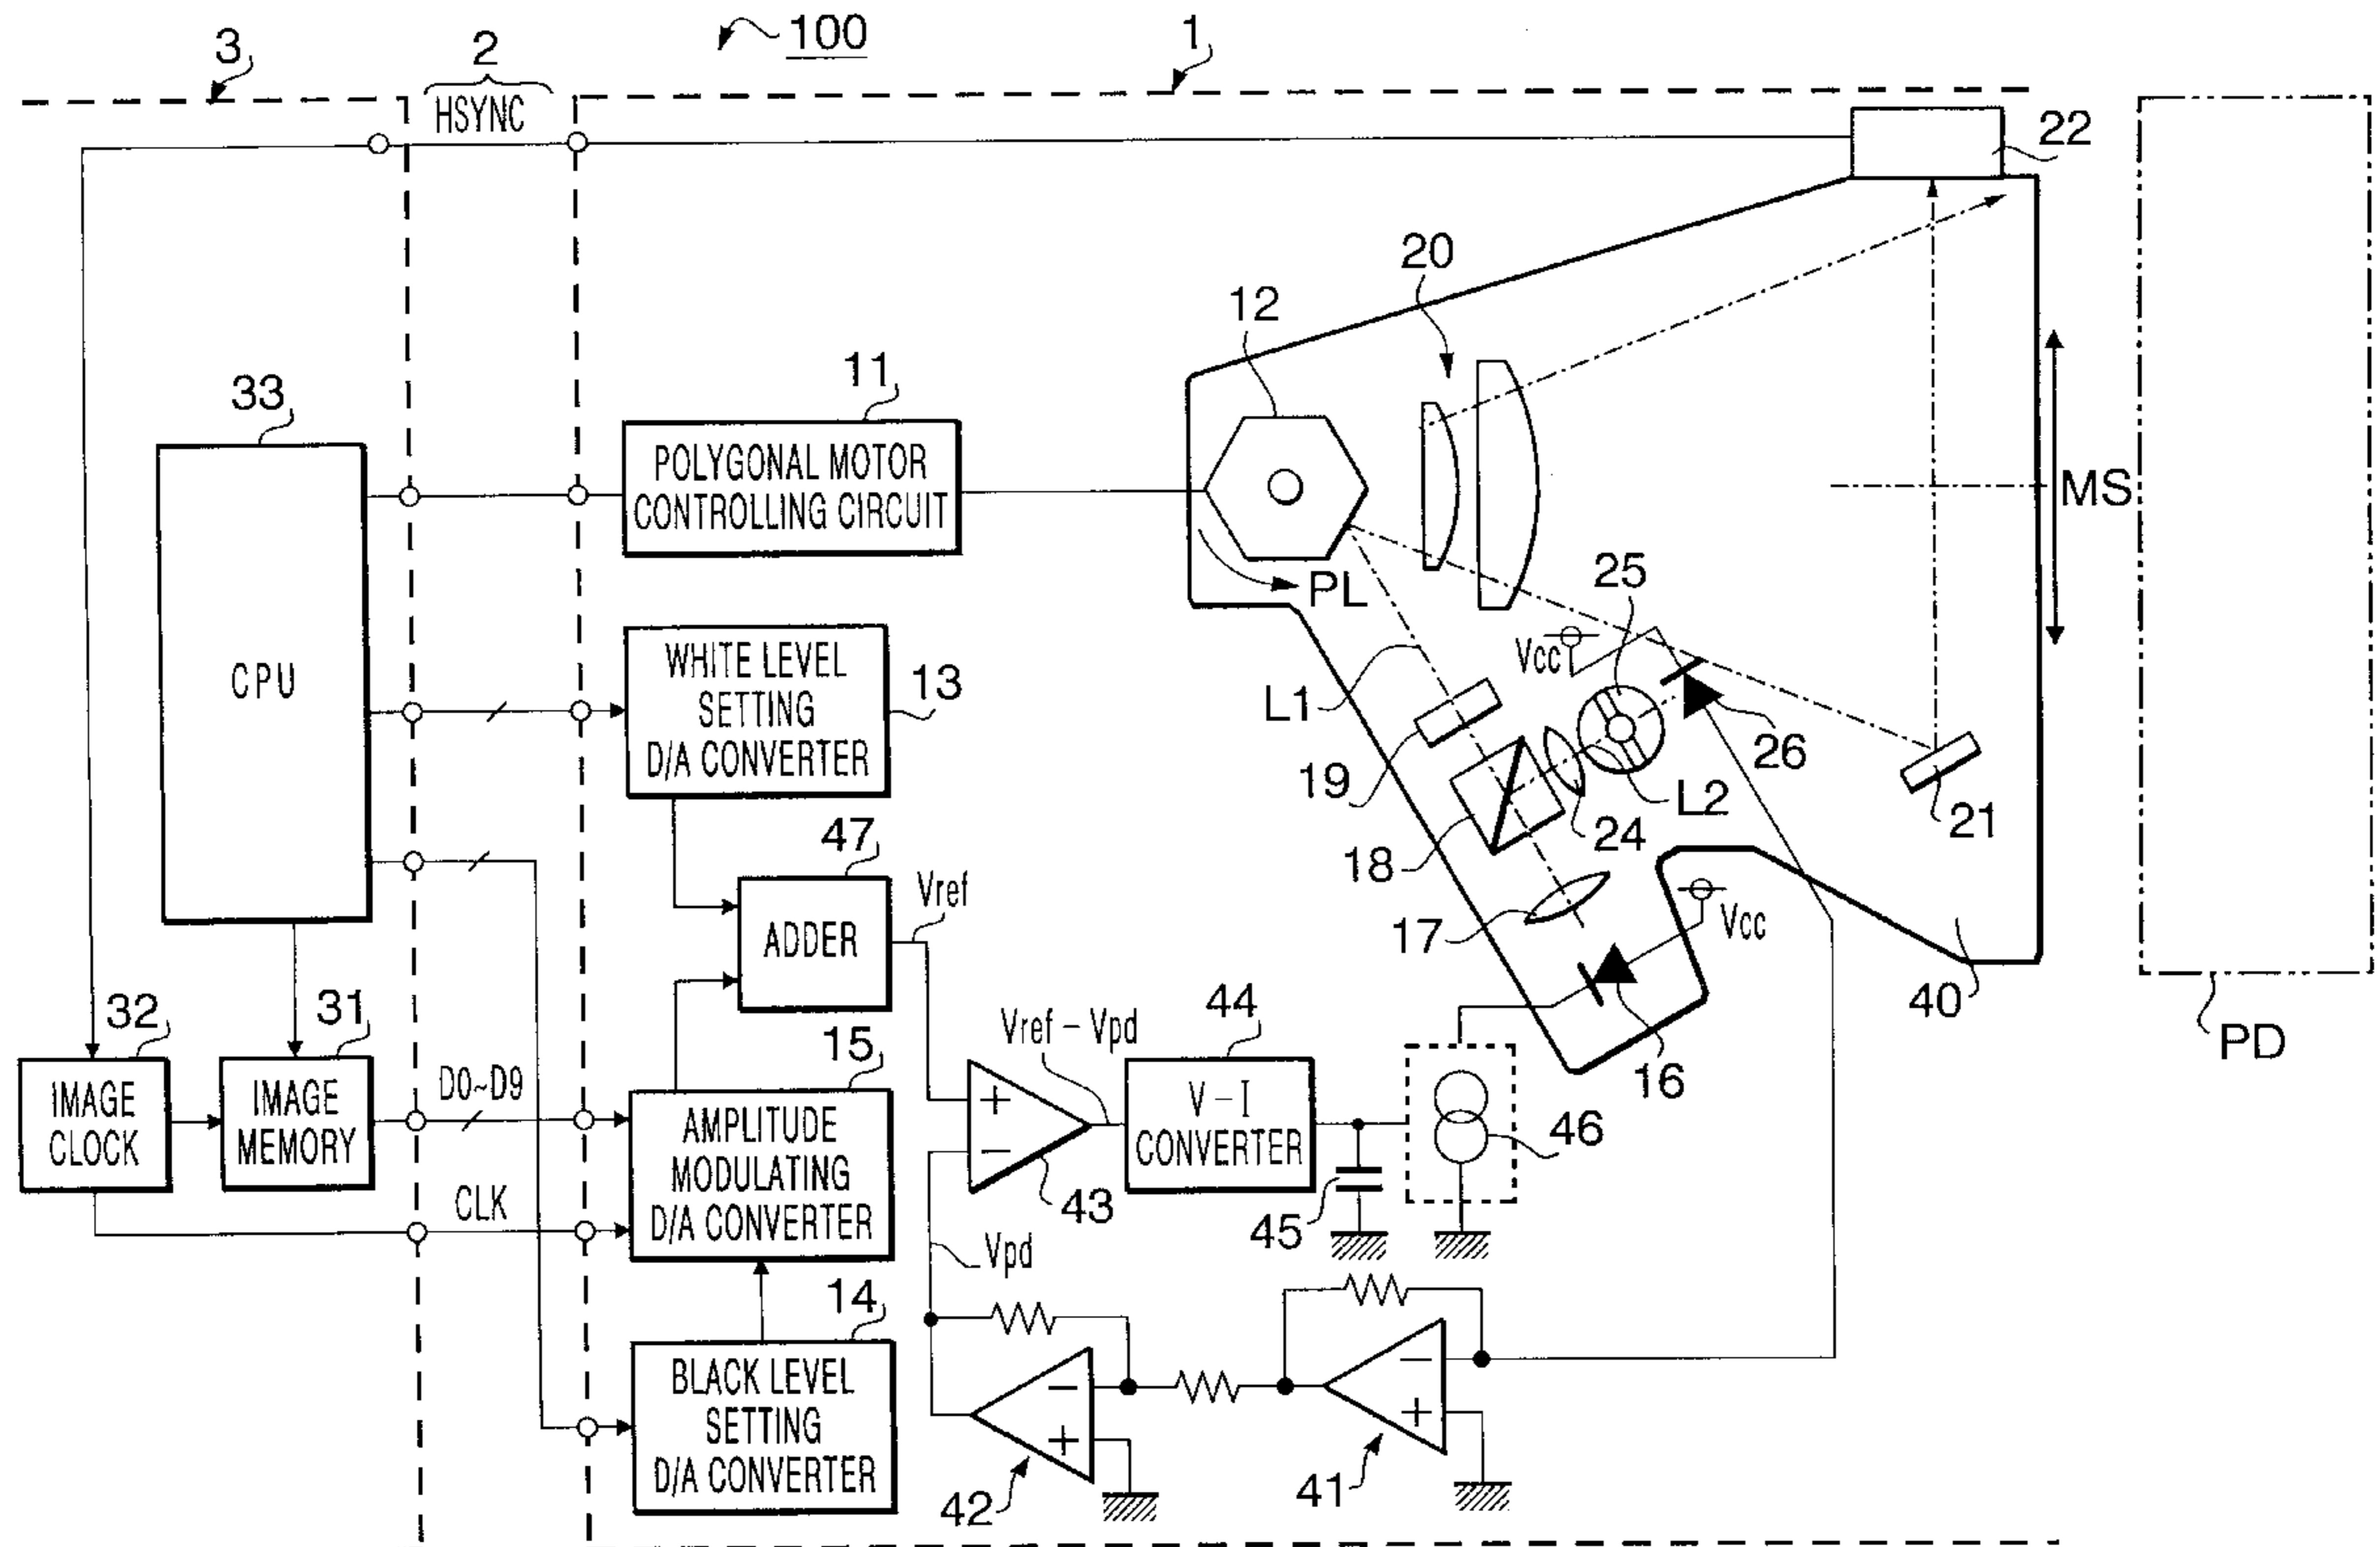 100
1
3
2
HSYNC
22
20
12
11
33
POLYGONAL MOTOR
CONTROLLING CIRCUIT
MS
PL
25
Vcc
CPU
WHITE LEVEL
SETTING
D/A CONVERTER
13
L1
26
19
L2
24
21
47
18
Vref
ADDER
17
Vcc
40
PD
32
31
15
Vref-Vpd
44
16
IMAGE
CLOCK
IMAGE
MEMORY
D0~D9
AMPLITUDE
MODULATING
D/A CONVERTER
+
−
V-I
CONVERTER
46
43
CLK
45
Vpd
14
BLACK LEVEL
SETTING
D/A CONVERTER
−
+
42
−
+
41